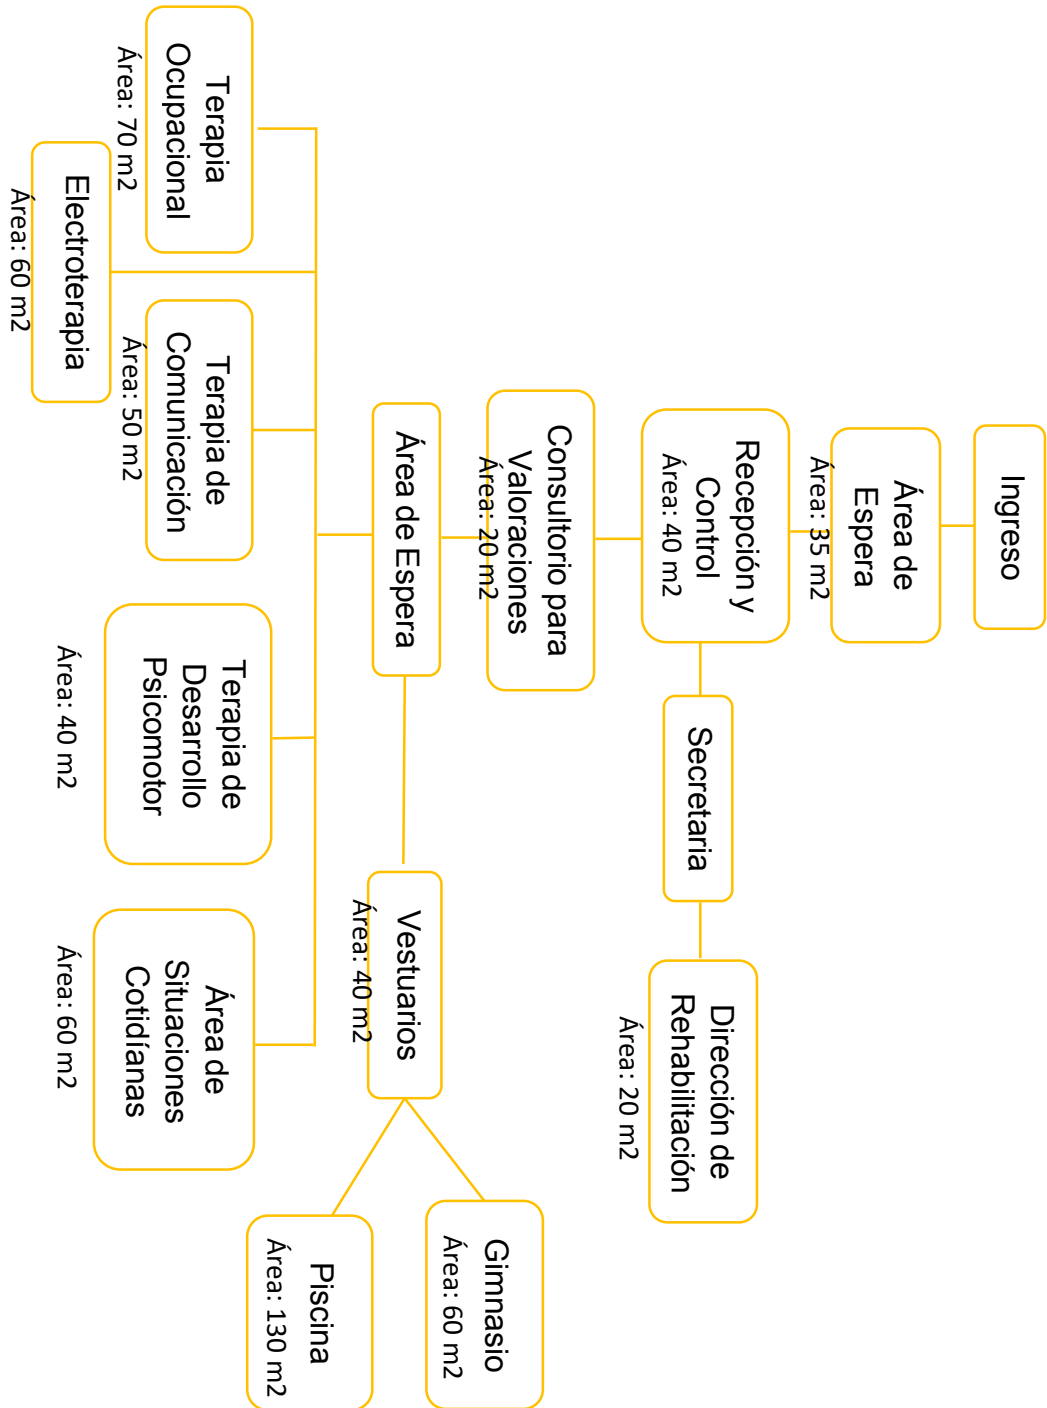 Ingreso
Área de
Espera
Área: 35 m2
Recepción y
Control
Área: 40 m2
Secretaria
Dirección de
Rehabilitación
Área: 20 m2
Consultorio para
Valoraciones
Área: 20 m2
Área de Espera
Vestuarios
Área: 40 m2
Gimnasio
Área: 60 m2
Piscina
Área: 130 m2
Terapia
Ocupacional
Área: 70 m2
Electroterapia
Área: 60 m2
Terapia de
Comunicación
Área: 50 m2
Terapia de
Desarrollo
Psicomotor
Área: 40 m2
Área de
Situaciones
Cotidíanas
Área: 60 m2